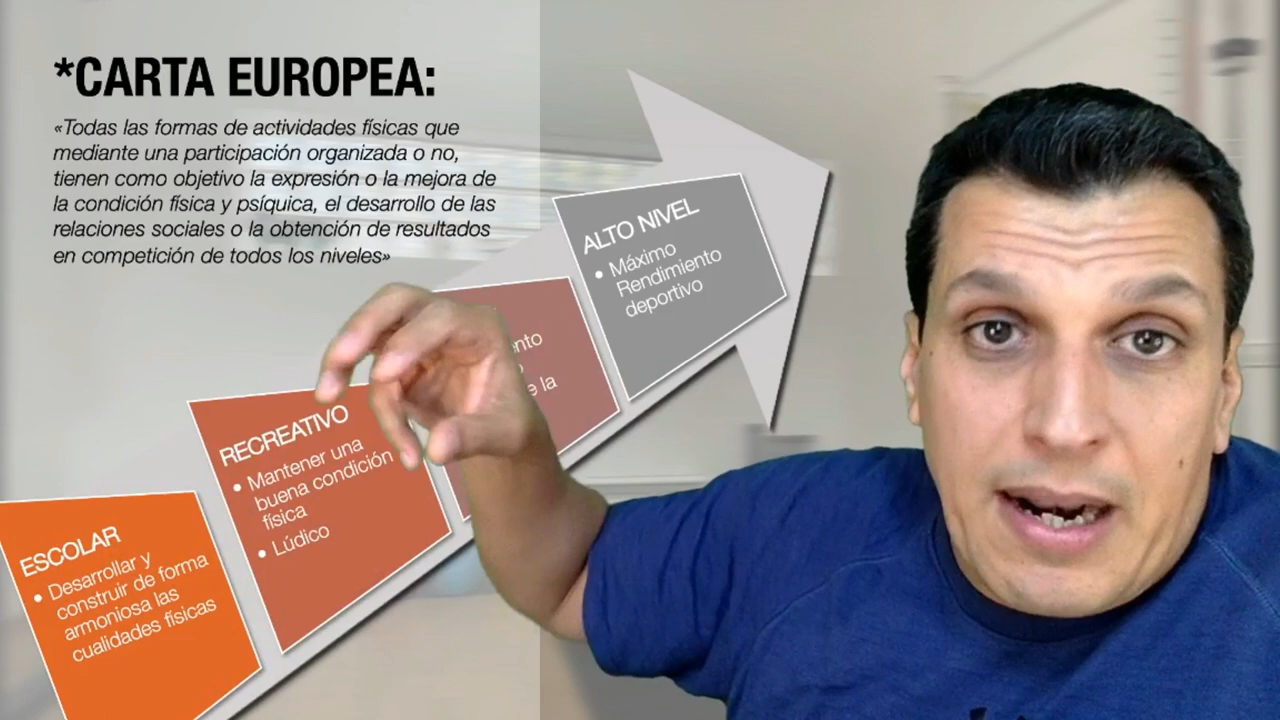 *CARTA EUROPEA:
«Todas las formas de actividades físicas que
mediante una participación organizada o no,
tienen como objetivo la expresión o la mejora de
la condición física y psíquica, el desarrollo de las
relaciones sociales o la obtención de resultados
en competición de todos los niveles»
ALTO NIVEL
• Máximo
Rendimiento
deportivo
la
RECREATIVO
• Mantener una
buena condición
física
• Lúdico
ESCOLAR
• Desarrollar y
construir de forma
armoniosa las
cualidades físicas